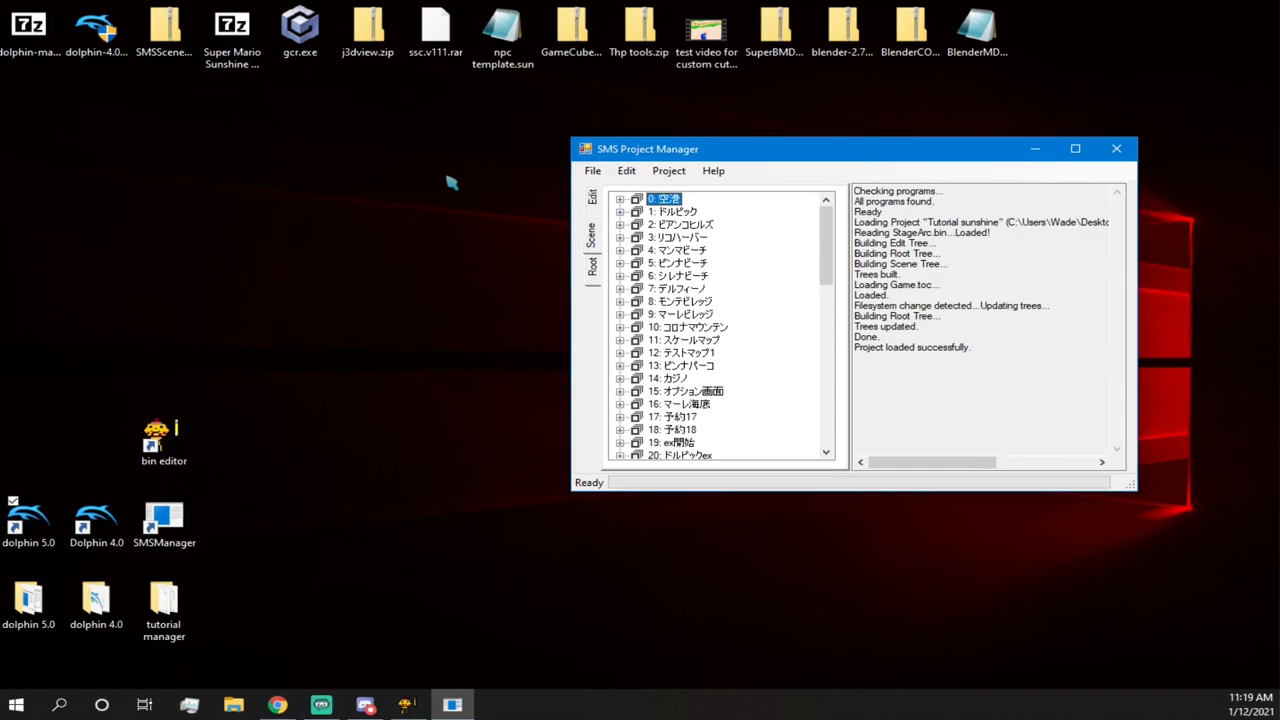 dolphin-ma...
dolphin-4.0...
SMSScene...
Super Mario
Sunshine ...
gcr.exe
j3dview.zip
ssc.v111.rar
npc
template.sun
GameCube...
Thp tools.zip
test video for
custom cut...
SuperBMD...
blender-2.7...
BlenderCO...
BlenderMD...
SMS Project Manager
File
Edit
Project
Help
Edit
Scene
Root
0: 空港
1: ドルピック
2: ビアンコヒルズ
3: リコハーバー
4: マンマビーチ
5: ピンナビーチ
6: シレナビーチ
7: デルフィーノ
8: モンテビレッジ
9: マーレビレッジ
10: コロナマウンテン
11: スケールマップ
12: テストマップ1
13: ピンナパーコ
14: カジノ
15: オプション画面
16: マーレ海底
17: 予約17
18: 予約18
19: ex開始
20: ドルピックex
Checking programs...
All programs found.
Ready
Loading Project "Tutorial sunshine" (C:\Users\Wade\Deskto
Reading StageArc.bin...Loaded!
Building Edit Tree...
Building Root Tree...
Building Scene Tree...
Trees built.
Loading Game.toc...
Loaded.
Filesystem change detected...Updating trees...
Building Root Tree...
Trees updated.
Done.
Project loaded successfully.
Ready
bin editor
dolphin 5.0
Dolphin 4.0
SMSManager
dolphin 5.0
dolphin 4.0
tutorial
manager
11:19 AM
1/12/2021